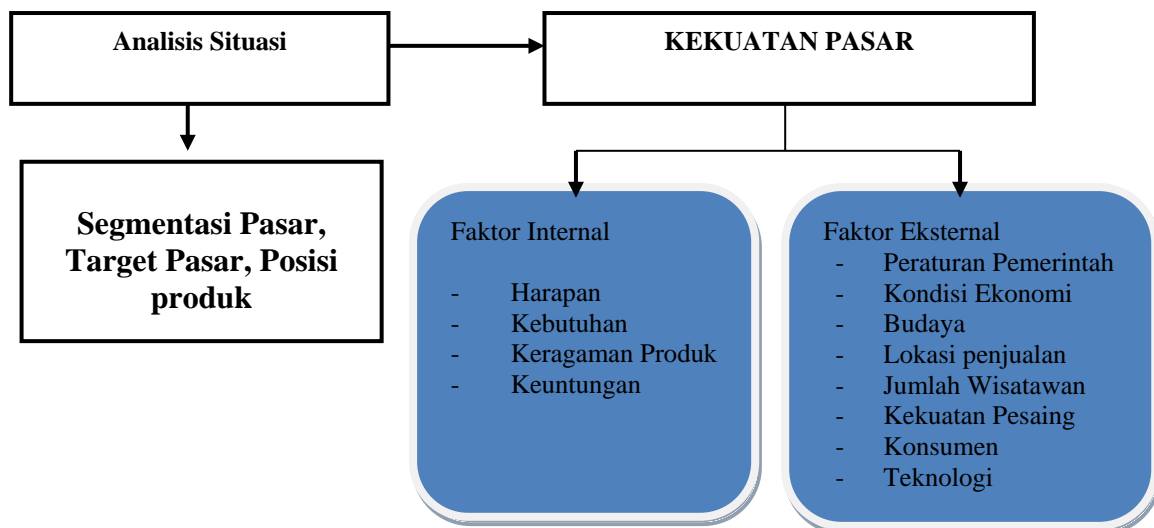 Analisis Situasi
KEKUATAN PASAR
Segmentasi Pasar,
Target Pasar, Posisi
produk
Faktor Internal
- Harapan
- Kebutuhan
- Keragaman Produk
- Keuntungan
Faktor Eksternal
- Peraturan Pemerintah
- Kondisi Ekonomi
- Budaya
- Lokasi penjualan
- Jumlah Wisatawan
- Kekuatan Pesaing
- Konsumen
- Teknologi